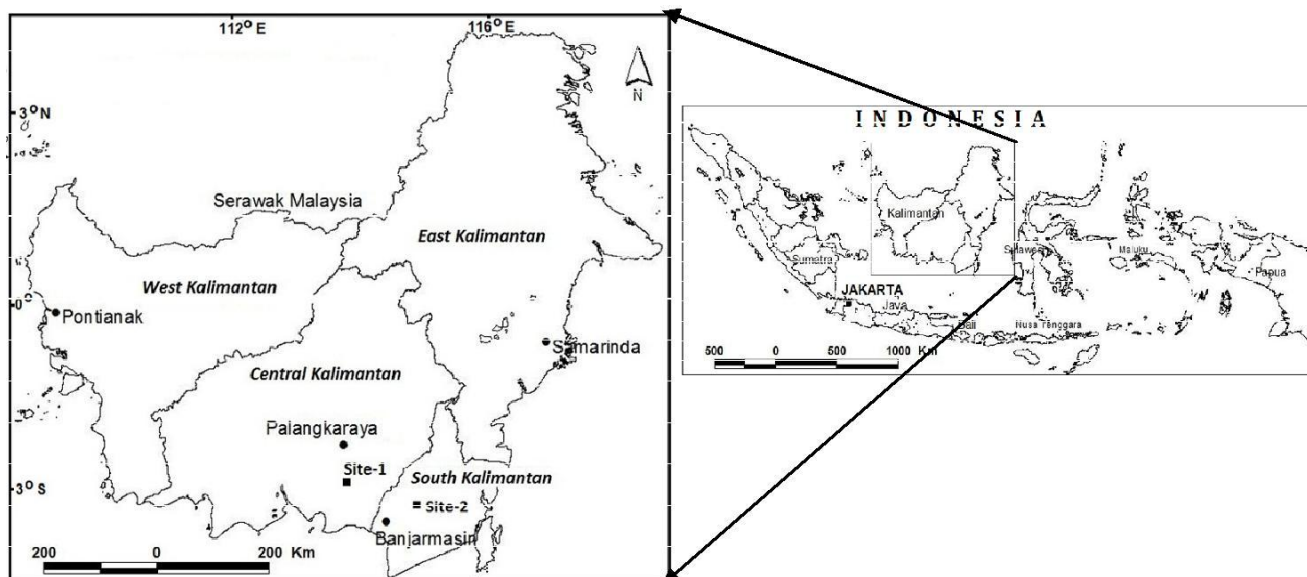 112°E 116°E
N
3°N
Serawak Malaysia
East Kalimantan
West Kalimantan
0°
Pontianak
Samarinda
Central Kalimantan
Palangkaraya
Site-1
South Kalimantan
3°S
Site-2
Banjarmasin
200 0 200 Km
INDONESIA
Kalimantan
Sumatra
Sulawesi
Maluku
Papua
JAKARTA
Java
Bali
Nusa Tenggara
500 0 500 1000 Km